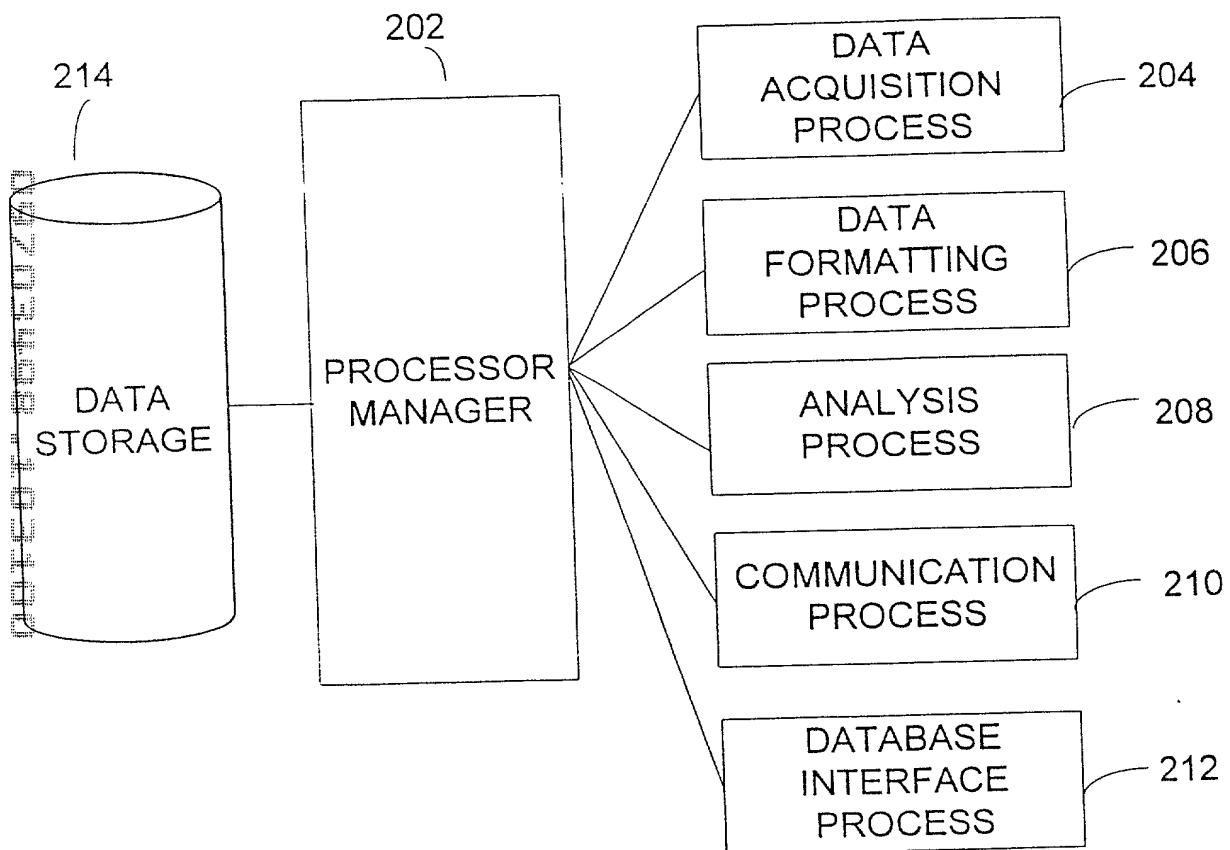 202
214
DATA
ACQUISITION
PROCESS
204
DATA
FORMATTING
PROCESS
206
PROCESSOR
MANAGER
DATA
STORAGE
ANALYSIS
PROCESS
208
COMMUNICATION
PROCESS
210
DATABASE
INTERFACE
PROCESS
212